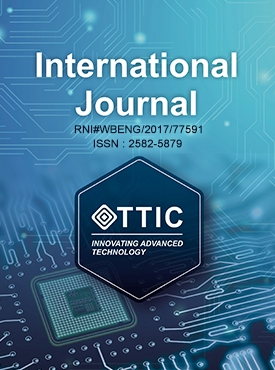 International
Journal
RNI#WBENG/2017/77591
ISSN : 2582-5879
TTIC
INNOVATING ADVANCED
TECHNOLOGY